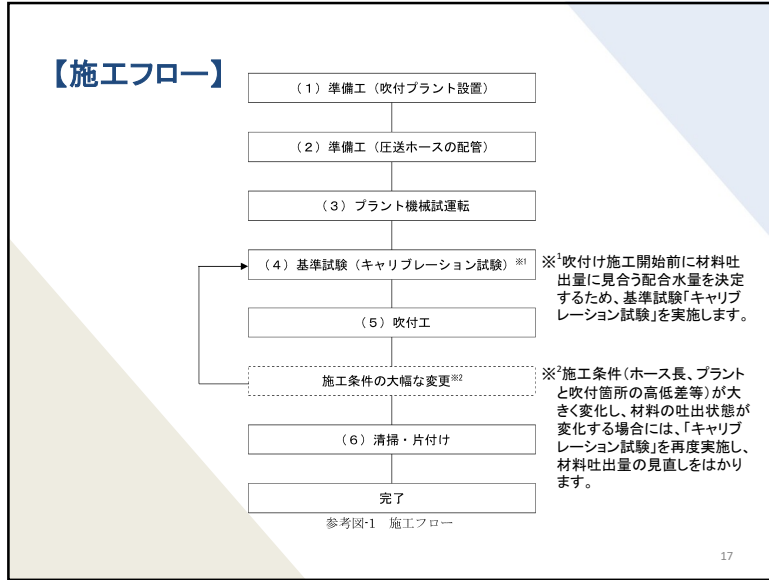 【施工フロー】
（１）準備工（吹付プラント設置）
（２）準備工（圧送ホースの配管）
（３）プラント機械試運転
（４）基準試験（キャリブレーション試験）※1
※1吹付け施工開始前に材料吐
出量に見合う配合水量を決定
するため、基準試験「キャリブ
レーション試験」を実施します。
（５）吹付工
施工条件の大幅な変更※2
※2施工条件（ホース長、プラント
と吹付箇所の高低差等）が大
きく変化し、材料の吐出状態が
変化する場合には、「キャリブ
レーション試験」を再度実施し、
材料吐出量の見直しをはかり
ます。
（６）清掃・片付け
完了
参考図-1　施工フロー
17